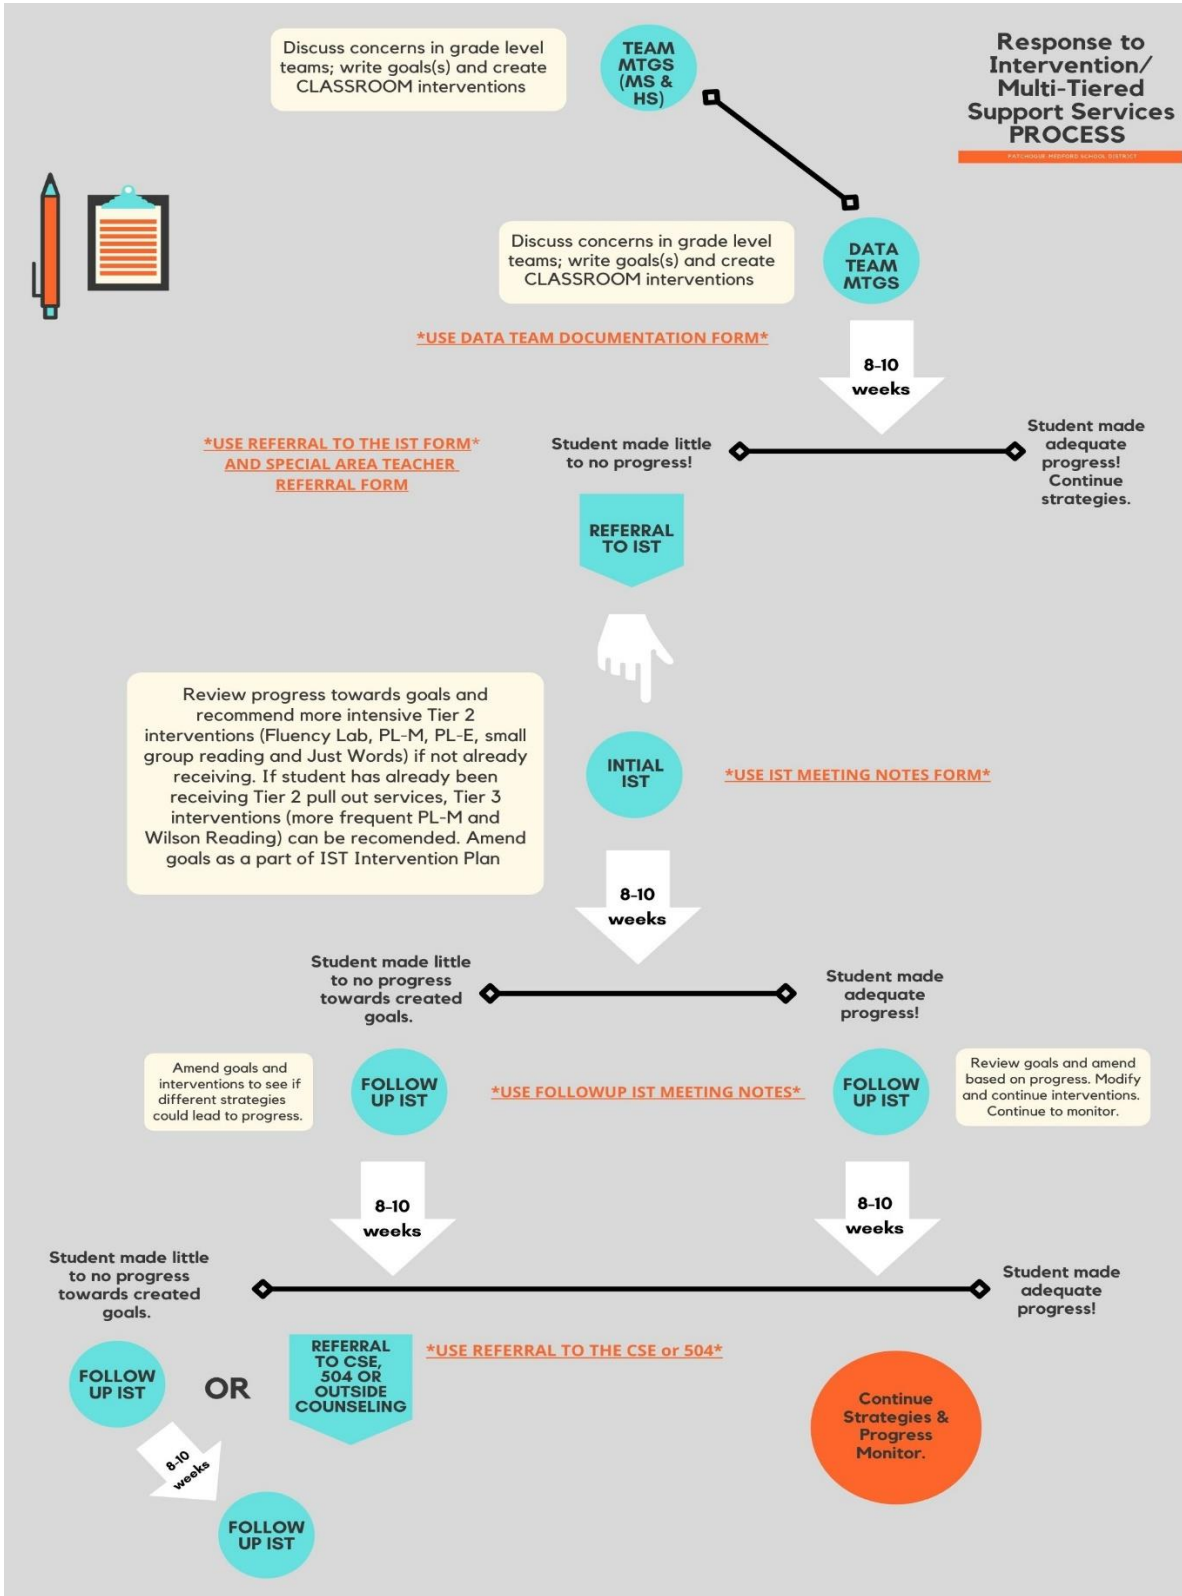 Discuss concerns in grade level
teams; write goals(s) and create
CLASSROOM interventions
TEAM
MTGS
(MS &
HS)
Response to
Intervention/
Multi-Tiered
Support Services
PROCESS
PATCHOGUE-MEDFORD SCHOOL DISTRICT
Discuss concerns in grade level
teams; write goals(s) and create
CLASSROOM interventions
DATA
TEAM
MTGS
*USE DATA TEAM DOCUMENTATION FORM*
8-10
weeks
*USE REFERRAL TO THE IST FORM*
AND SPECIAL AREA TEACHER
REFERRAL FORM
Student made little
to no progress!
Student made
adequate
progress!
Continue
strategies.
REFERRAL
TO IST
Review progress towards goals and
recommend more intensive Tier 2
interventions (Fluency Lab, PL-M, PL-E, small
group reading and Just Words) if not already
receiving. If student has already been
receiving Tier 2 pull out services, Tier 3
interventions (more frequent PL-M and
Wilson Reading) can be recomended. Amend
goals as a part of IST Intervention Plan
INTIAL
IST
*USE IST MEETING NOTES FORM*
8-10
weeks
Student made little
to no progress
towards created
goals.
Student made
adequate
progress!
Amend goals and
interventions to see if
different strategies
could lead to progress.
FOLLOW
UP IST
*USE FOLLOWUP IST MEETING NOTES*
FOLLOW
UP IST
Review goals and amend
based on progress. Modify
and continue interventions.
Continue to monitor.
8-10
weeks
8-10
weeks
Student made little
to no progress
towards created
goals.
Student made
adequate
progress!
FOLLOW
UP IST
OR
REFERRAL
TO CSE,
504 OR
OUTSIDE
COUNSELING
*USE REFERRAL TO THE CSE or 504*
Continue
Strategies &
Progress
Monitor.
8-10
weeks
FOLLOW
UP IST